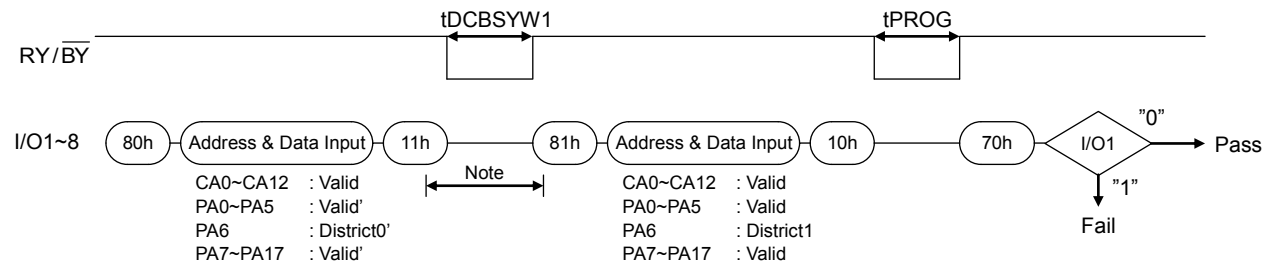 tDCBSYW1 tPROG
RY/BY
I/O1~8 80h Address & Data Input 11h 81h Address & Data Input 10h 70h I/O1 "0" Pass
Note "1"
CA0~CA12 : Valid CA0~CA12 : Valid
PA0~PA5 : Valid' PA0~PA5 : Valid
PA6 : District0' PA6 : District1 Fail
PA7~PA17 : Valid' PA7~PA17 : Valid